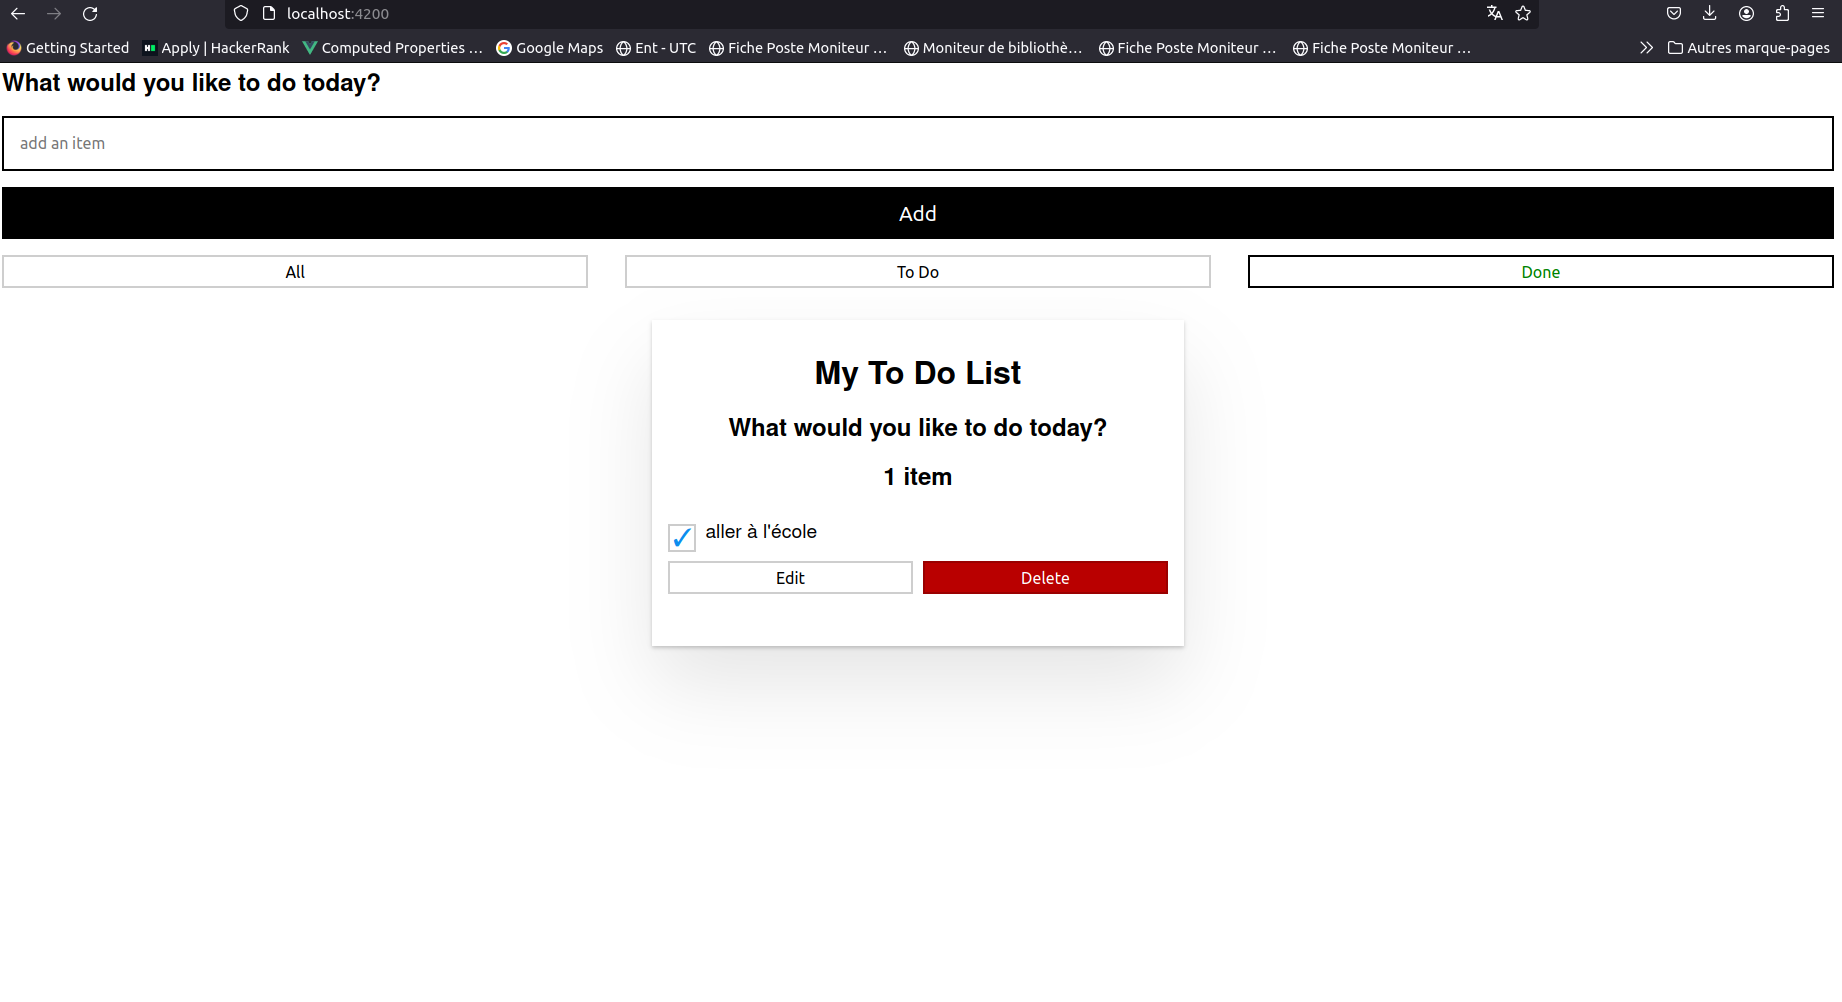 localhost:4200
Getting Started Apply | HackerRank Computed Properties ... Google Maps Ent - UTC Fiche Poste Moniteur ... Moniteur de bibliothè... Fiche Poste Moniteur ... Fiche Poste Moniteur ... Autres marque-pages
What would you like to do today?
add an item
Add
All To Do Done
My To Do List
What would you like to do today?
1 item
aller à l'école
Edit Delete